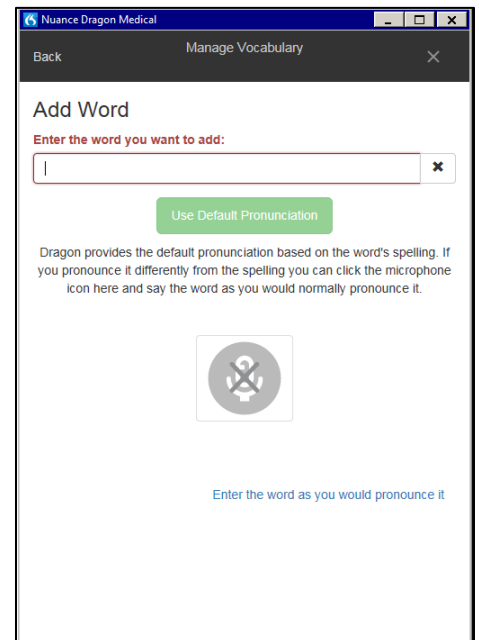 Nuance Dragon Medical
Back
Manage Vocabulary
Add Word
Enter the word you want to add:
Use Default Pronunciation
Dragon provides the default pronunciation based on the word's spelling. If
you pronounce it differently from the spelling you can click the microphone
icon here and say the word as you would normally pronounce it.
Enter the word as you would pronounce it